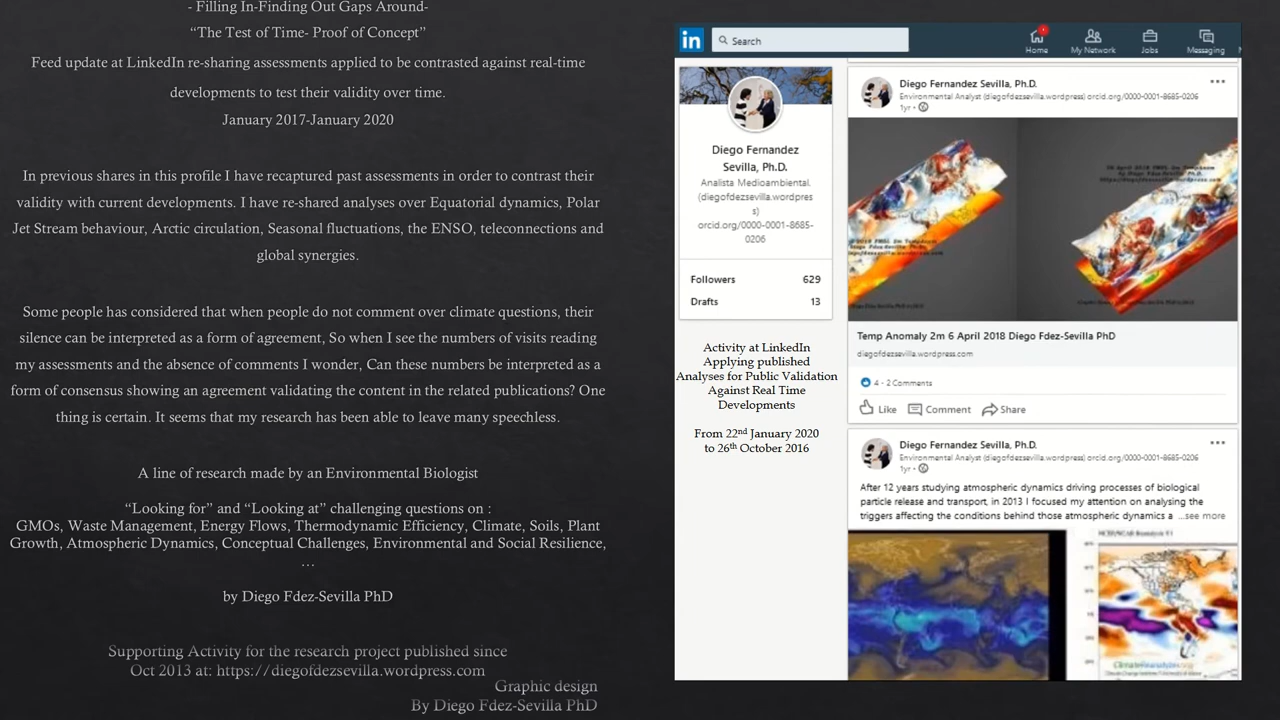 - Filling In-Finding Out Gaps Around-
“The Test of Time- Proof of Concept”
Feed update at LinkedIn re-sharing assessments applied to be contrasted against real-time
developments to test their validity over time.
January 2017-January 2020
In previous shares in this profile I have recaptured past assessments in order to contrast their
validity with current developments. I have re-shared analyses over Equatorial dynamics, Polar
Jet Stream behaviour, Arctic circulation, Seasonal fluctuations, the ENSO, teleconnections and
global synergies.
Some people has considered that when people do not comment over climate questions, their
silence can be interpreted as a form of agreement, So when I see the numbers of visits reading
my assessments and the absence of comments I wonder, Can these numbers be interpreted as a
form of consensus showing an agreement validating the content in the related publications? One
thing is certain. It seems that my research has been able to leave many speechless.
A line of research made by an Environmental Biologist
“Looking for” and “Looking at” challenging questions on :
GMOs, Waste Management, Energy Flows, Thermodynamic Efficiency, Climate, Soils, Plant
Growth, Atmospheric Dynamics, Conceptual Challenges, Environmental and Social Resilience,
…
by Diego Fdez-Sevilla PhD
Supporting Activity for the research project published since
Oct 2013 at: https://diegofdezsevilla.wordpress.com
Graphic design
By Diego Fdez-Sevilla PhD
in
Search
Home
My Network
Jobs
Messaging
Diego Fernandez
Sevilla, Ph.D.
Analista Medioambiental.
(diegofdezsevilla.wordpres
s)
orcid.org/0000-0001-8685-
0206
Followers 629
Drafts 13
Activity at LinkedIn
Applying published
Analyses for Public Validation
Against Real Time
Developments
From 22nd January 2020
to 26th October 2016
Diego Fernandez Sevilla, Ph.D.
Environmental Analyst (diegofdezsevilla.wordpress) orcid.org/0000-0001-8685-0206
1yr •
Temp Anomaly 2m 6 April 2018 Diego Fdez-Sevilla PhD
diegofdezsevilla.wordpress.com
4 · 2 Comments
Like
Comment
Share
Diego Fernandez Sevilla, Ph.D.
Environmental Analyst (diegofdezsevilla.wordpress) orcid.org/0000-0001-8685-0206
1yr •
After 12 years studying atmospheric dynamics driving processes of biological
particle release and transport, in 2013 I focused my attention on analysing the
triggers affecting the conditions behind those atmospheric dynamics a ...see more